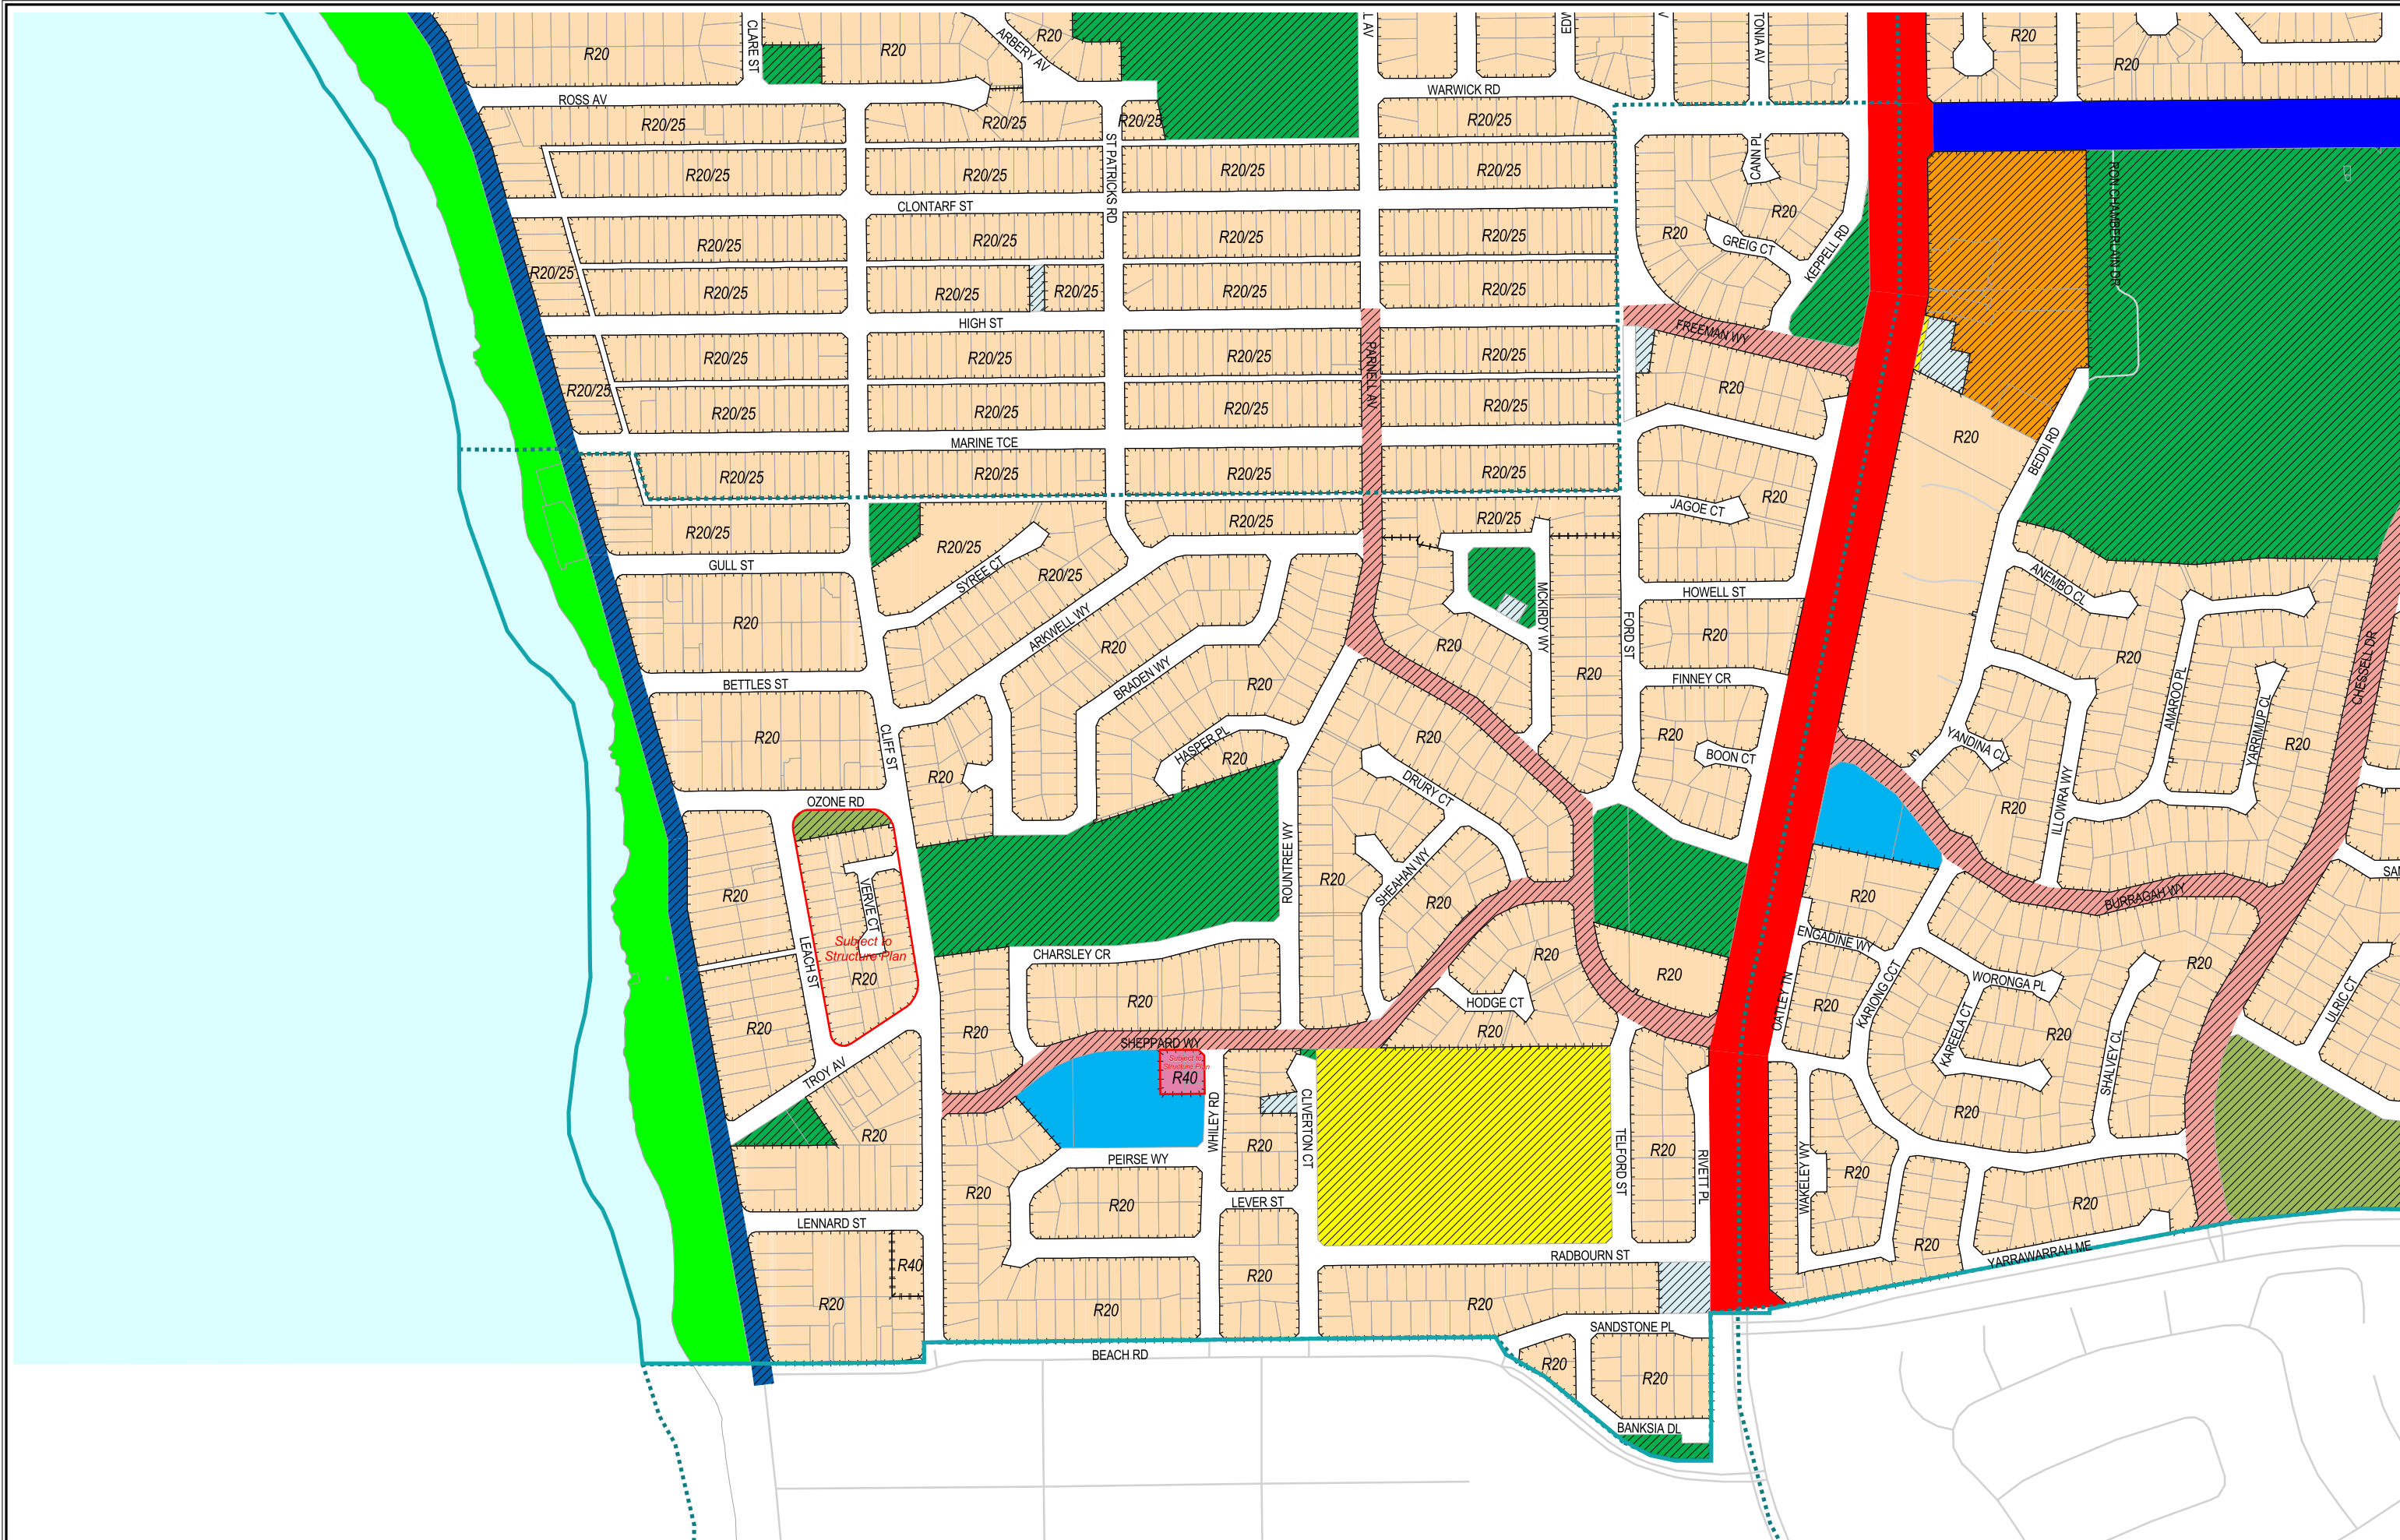 CLARE ST
R20
R20
ARBERY AV
R20
L AV
TONIA AV
R20
R20
ROSS AV
WARWICK RD
R20/25
R20/25
R20/25
R20/25
ST PATRICKS RD
R20/25
R20/25
R20/25
R20/25
CANN PL
RON CHAMBERLAIN DR
CLONTARF ST
R20
R20
GREIG CT
KEPPELL RD
R20/25
R20/25
R20/25
R20/25
R20/25
R20/25
R20/25
R20/25
R20/25
R20/25
HIGH ST
FREEMAN WY
PARNELL AV
R20/25
R20/25
R20/25
R20/25
R20/25
R20
R20/25
R20/25
R20/25
R20/25
MARINE TCE
R20
BEDDI RD
R20/25
R20/25
R20/25
R20/25
R20
JAGOE CT
R20/25
R20/25
R20/25
R20/25
GULL ST
SYREE CT
R20/25
ANEMBO CL
HOWELL ST
MCKIRDY WY
FORD ST
R20
ARKWELL WY
R20
R20
R20
R20
R20
CHESSELL DR
BETTLES ST
BRADEN WY
R20
FINNEY CR
AMAROO PL
YARRIMUP CL
CLIFF ST
R20
HASPER PL
R20
R20
R20
BOON CT
YANDINA CL
R20
R20
DRURY CT
OZONE RD
R20
ILLOWRA WY
ROUNTREE WY
SHEAHAN WY
R20
R20
R20
R20
BURRAGAH WY
VERVE CT
Subject to
Structure Plan
R20
LEACH ST
CHARSLEY CR
R20
R20
ENGADINE WY
R20
WORONGA PL
R20
R20
R20
HODGE CT
R20
R20
OATLEY TN
R20
KARIONG CCT
KAREELA CT
R20
ULRIC CT
SHALVEY CL
SHEPPARD WY
Subject to
Structure Plan
R40
TROY AV
R20
WHILEY RD
R20
CLIVERTON CT
TELFORD ST
R20
RIVETT PL
WAKELEY WY
R20
R20
PEIRSE WY
R20
R20
LEVER ST
R20
LENNARD ST
R20
R40
R20
R20
RADBOURN ST
R20
R20
YARRAWARRAH ME
SANDSTONE PL
BEACH RD
R20
R20
BANKSIA DL